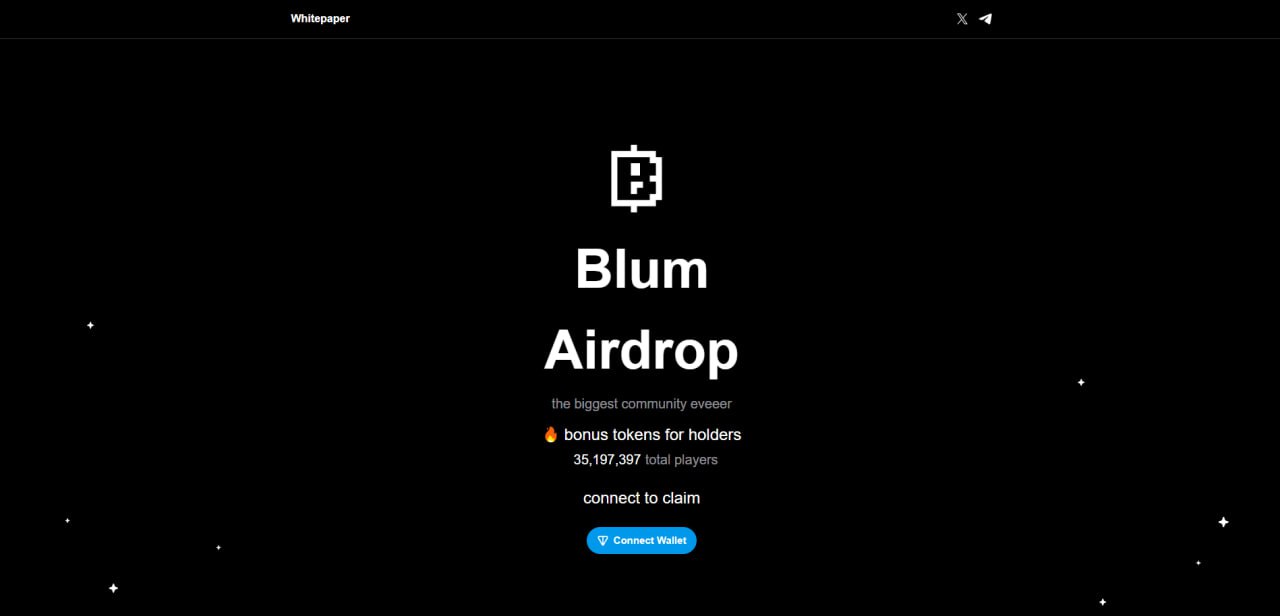 Whitepaper
Blum
Airdrop
the biggest community eveeer
🔥 bonus tokens for holders
35,197,397 total players
connect to claim
Connect Wallet